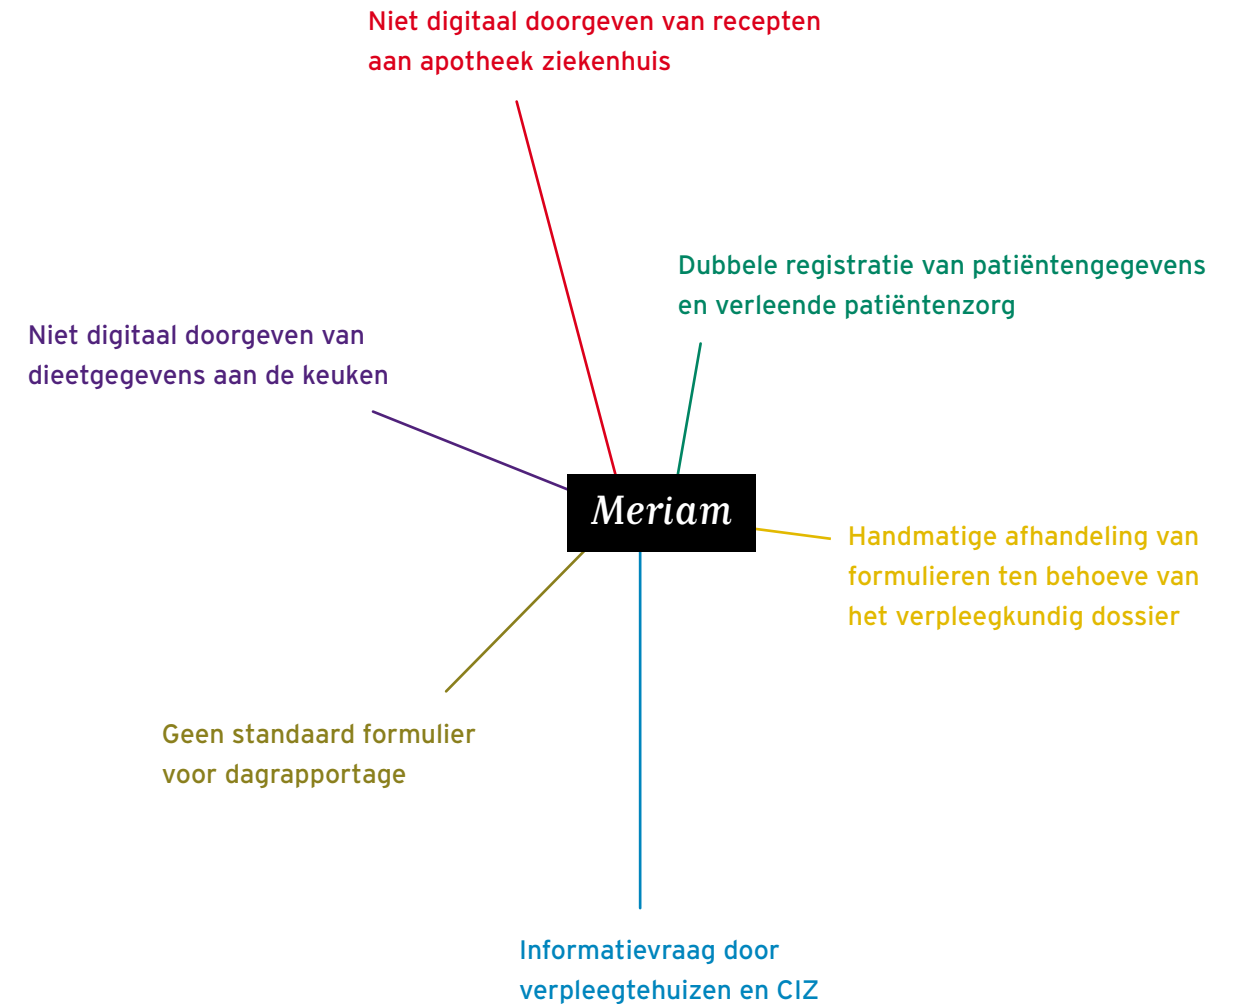 Niet digitaal doorgeven van recepten
aan apotheek ziekenhuis
Dubbele registratie van patiëntengegevens
en verleende patiëntenzorg
Niet digitaal doorgeven van
dieetgegevens aan de keuken
Meriam
Handmatige afhandeling van
formulieren ten behoeve van
het verpleegkundig dossier
Geen standaard formulier
voor dagrapportage
Informatievraag door
verpleegtehuizen en CIZ